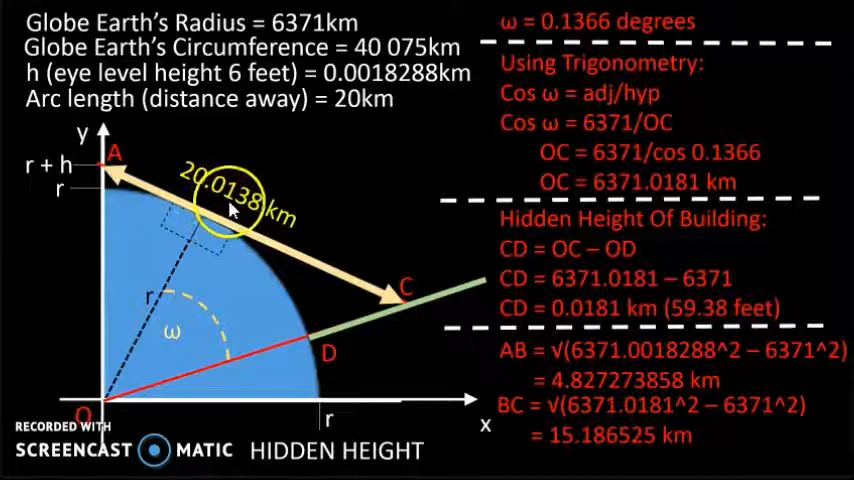 Globe Earth's Radius = 6371km
Globe Earth's Circumference = 40 075km
h (eye level height 6 feet) = 0.0018288km
Arc length (distance away) = 20km
y
A
r + h
r
20.0138 km
C
r
ω
D
O
r
x
RECORDED WITH
SCREENCAST MATIC
HIDDEN HEIGHT
ω = 0.1366 degrees
Using Trigonometry:
Cos ω = adj/hyp
Cos ω = 6371/OC
OC = 6371/cos 0.1366
OC = 6371.0181 km
Hidden Height Of Building:
CD = OC – OD
CD = 6371.0181 – 6371
CD = 0.0181 km (59.38 feet)
AB = √(6371.0018288^2 – 6371^2)
= 4.827273858 km
BC = √(6371.0181^2 – 6371^2)
= 15.186525 km